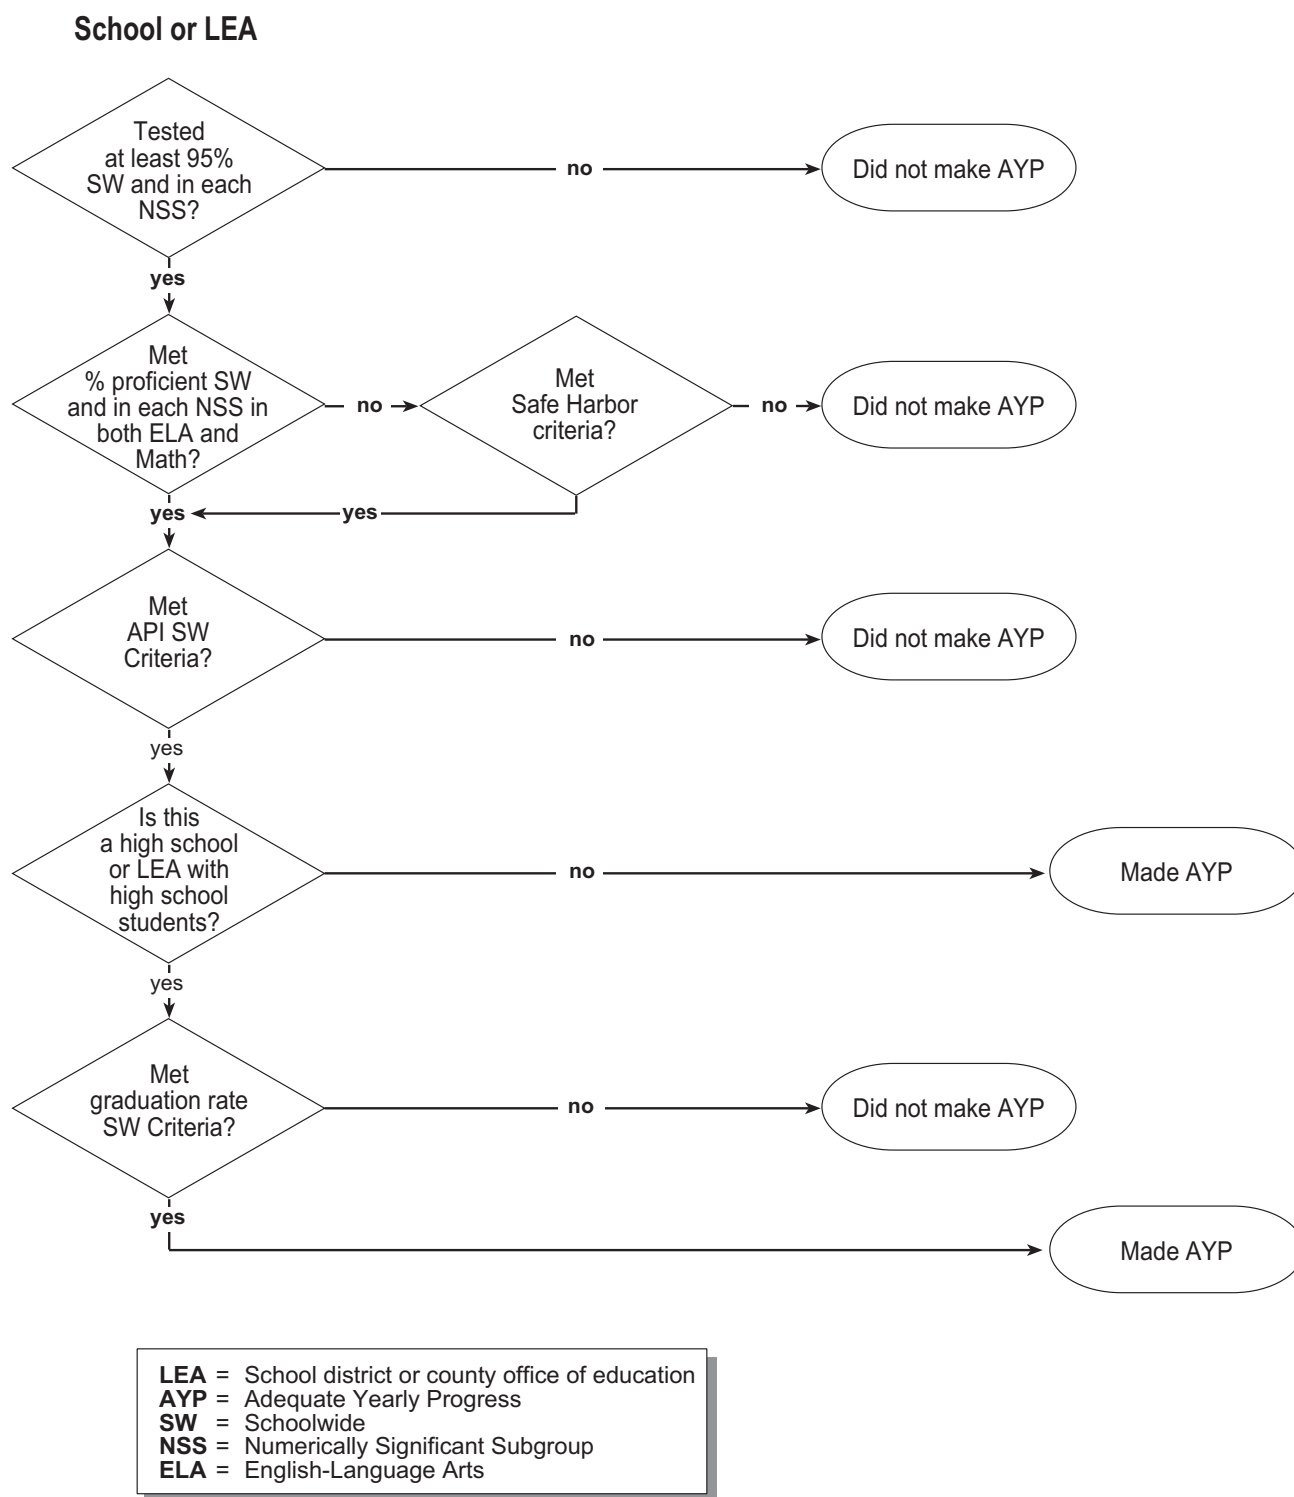 School or LEA
Tested
at least 95%
SW and in each
NSS?
no
Did not make AYP
yes
Met
% proficient SW
and in each NSS in
both ELA and
Math?
no
Met
Safe Harbor
criteria?
no
Did not make AYP
yes
yes
Met
API SW
Criteria?
no
Did not make AYP
yes
Is this
a high school
or LEA with
high school
students?
no
Made AYP
yes
Met
graduation rate
SW Criteria?
no
Did not make AYP
yes
Made AYP
LEA = School district or county office of education
AYP = Adequate Yearly Progress
SW = Schoolwide
NSS = Numerically Significant Subgroup
ELA = English-Language Arts